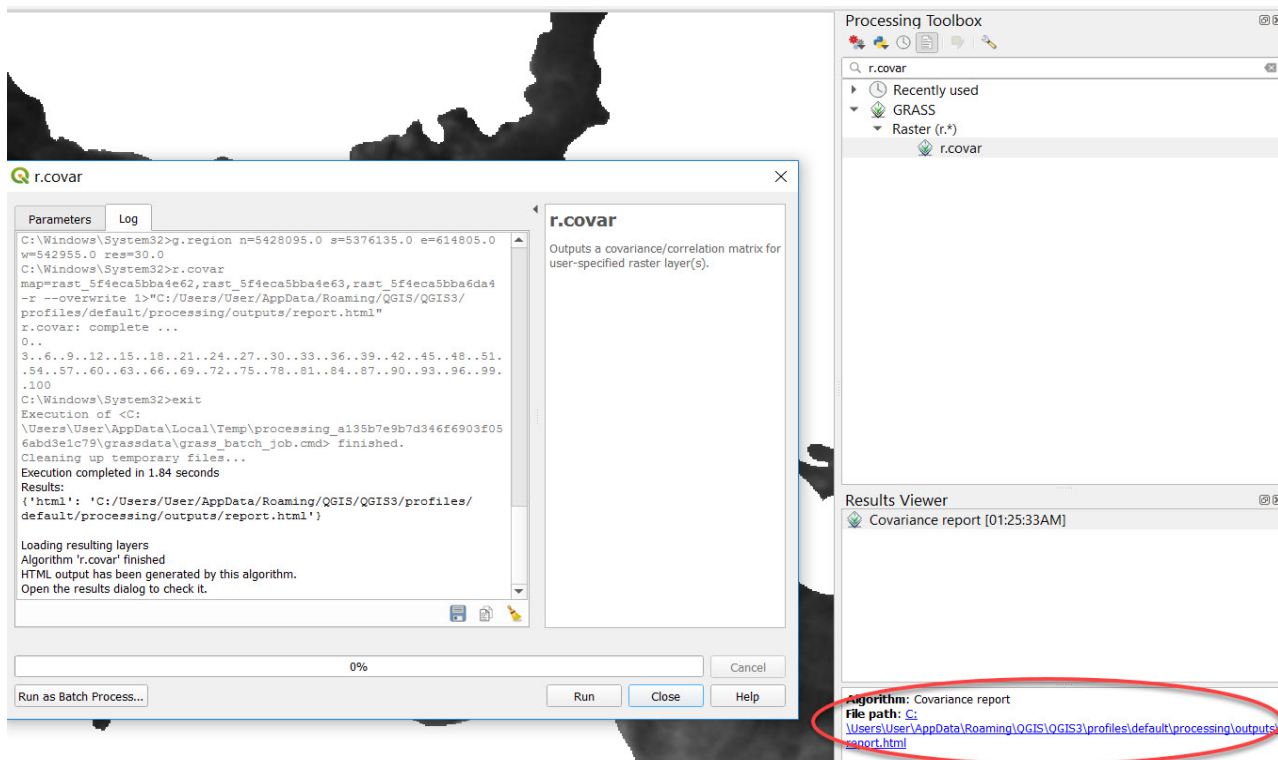 Processing Toolbox
r.covar
Recently used
GRASS
Raster (r.*)
r.covar
r.covar
Parameters
Log
C:\Windows\System32>g.region n=5428095.0 s=5376135.0 e=614805.0
w=542955.0 res=30.0
C:\Windows\System32>r.covar
map=rast_5f4eca5bba4e62,rast_5f4eca5bba4e63,rast_5f4eca5bba6da4
-r --overwrite 1>"C:/Users/User/AppData/Roaming/QGIS/QGIS3/
profiles/default/processing/outputs/report.html"
r.covar: complete ...
0..
3..6..9..12..15..18..21..24..27..30..33..36..39..42..45..48..51.
.54..57..60..63..66..69..72..75..78..81..84..87..90..93..96..99.
.100
C:\Windows\System32>exit
Execution of <C:
\Users\User\AppData\Local\Temp\processing_a135b7e9b7d346f6903f05
6abd3e1c79\grassdata\grass_batch_job.cmd> finished.
Cleaning up temporary files...
Execution completed in 1.84 seconds
Results:
{'html': 'C:/Users/User/AppData/Roaming/QGIS/QGIS3/profiles/
default/processing/outputs/report.html'}
Loading resulting layers
Algorithm 'r.covar' finished
HTML output has been generated by this algorithm.
Open the results dialog to check it.
r.covar
Outputs a covariance/correlation matrix for
user-specified raster layer(s).
0%
Cancel
Run as Batch Process...
Run
Close
Help
Results Viewer
Covariance report [01:25:33AM]
Algorithm: Covariance report
File path: C:
\Users\User\AppData\Roaming\QGIS\QGIS3\profiles\default\processing\outputs\
report.html